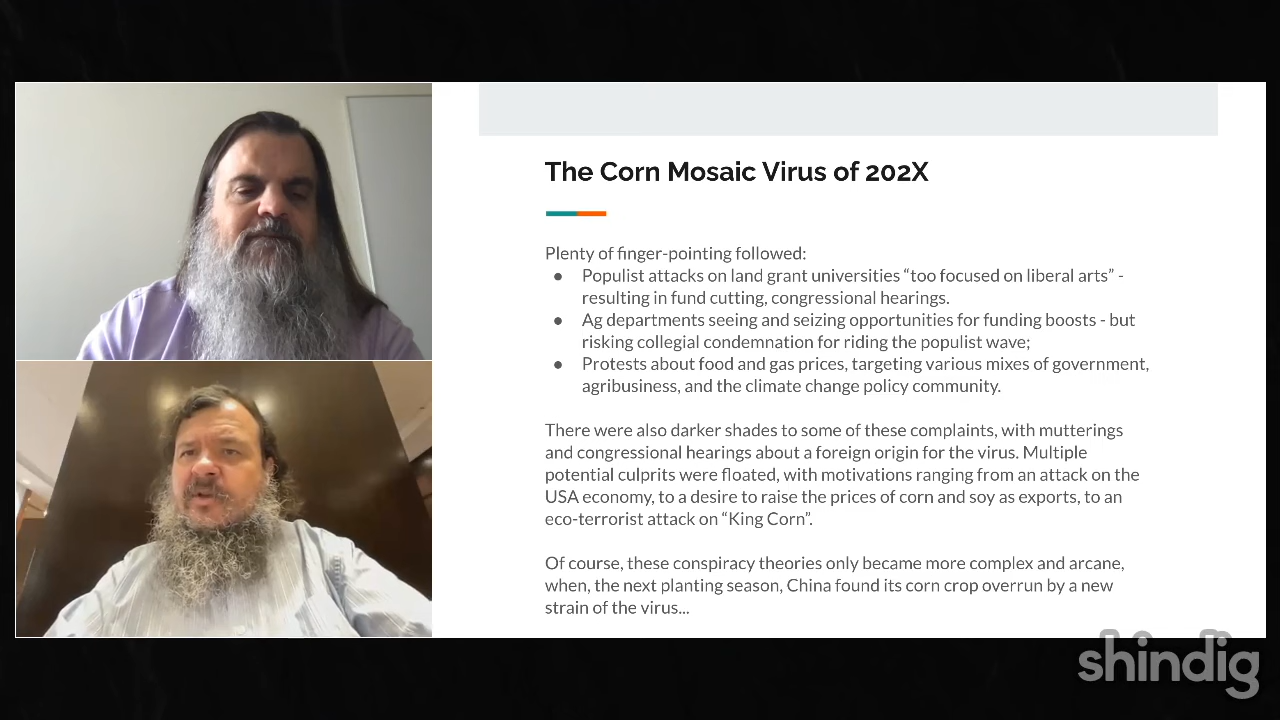 The Corn Mosaic Virus of 202X
Plenty of finger-pointing followed:
● Populist attacks on land grant universities “too focused on liberal arts” -
resulting in fund cutting, congressional hearings.
● Ag departments seeing and seizing opportunities for funding boosts - but
risking collegial condemnation for riding the populist wave;
● Protests about food and gas prices, targeting various mixes of government,
agribusiness, and the climate change policy community.
There were also darker shades to some of these complaints, with mutterings
and congressional hearings about a foreign origin for the virus. Multiple
potential culprits were floated, with motivations ranging from an attack on the
USA economy, to a desire to raise the prices of corn and soy as exports, to an
eco-terrorist attack on “King Corn”.
Of course, these conspiracy theories only became more complex and arcane,
when, the next planting season, China found its corn crop overrun by a new
strain of the virus...
shindig